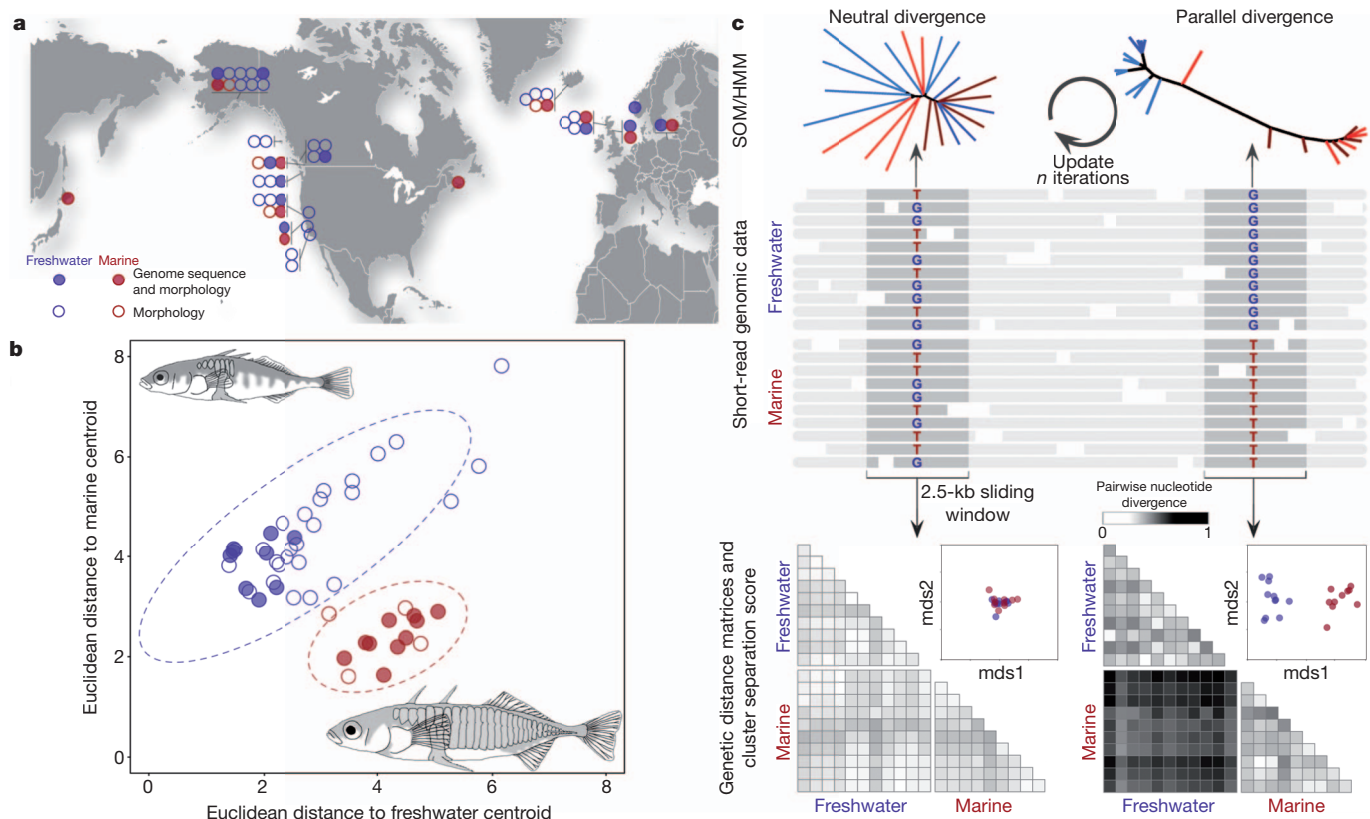 a
Freshwater Marine
Genome sequence
and morphology
Morphology
b
8
6
4
2
0
Euclidean distance to marine centroid
0 2 4 6 8
Euclidean distance to freshwater centroid
c
Neutral divergence
Parallel divergence
SOM/HMM
Update
n iterations
Short-read genomic data
Freshwater
T G
G G
G G
T G
T G
G G
T G
G G
G G
G G
G G
Marine
G T
T T
T T
G T
G T
T T
G T
T T
T T
G T
2.5-kb sliding
window
Pairwise nucleotide
divergence
0 1
Genetic distance matrices and
cluster separation score
Freshwater
Marine
mds2
mds1
Freshwater Marine
Freshwater
Marine
mds2
mds1
Freshwater Marine